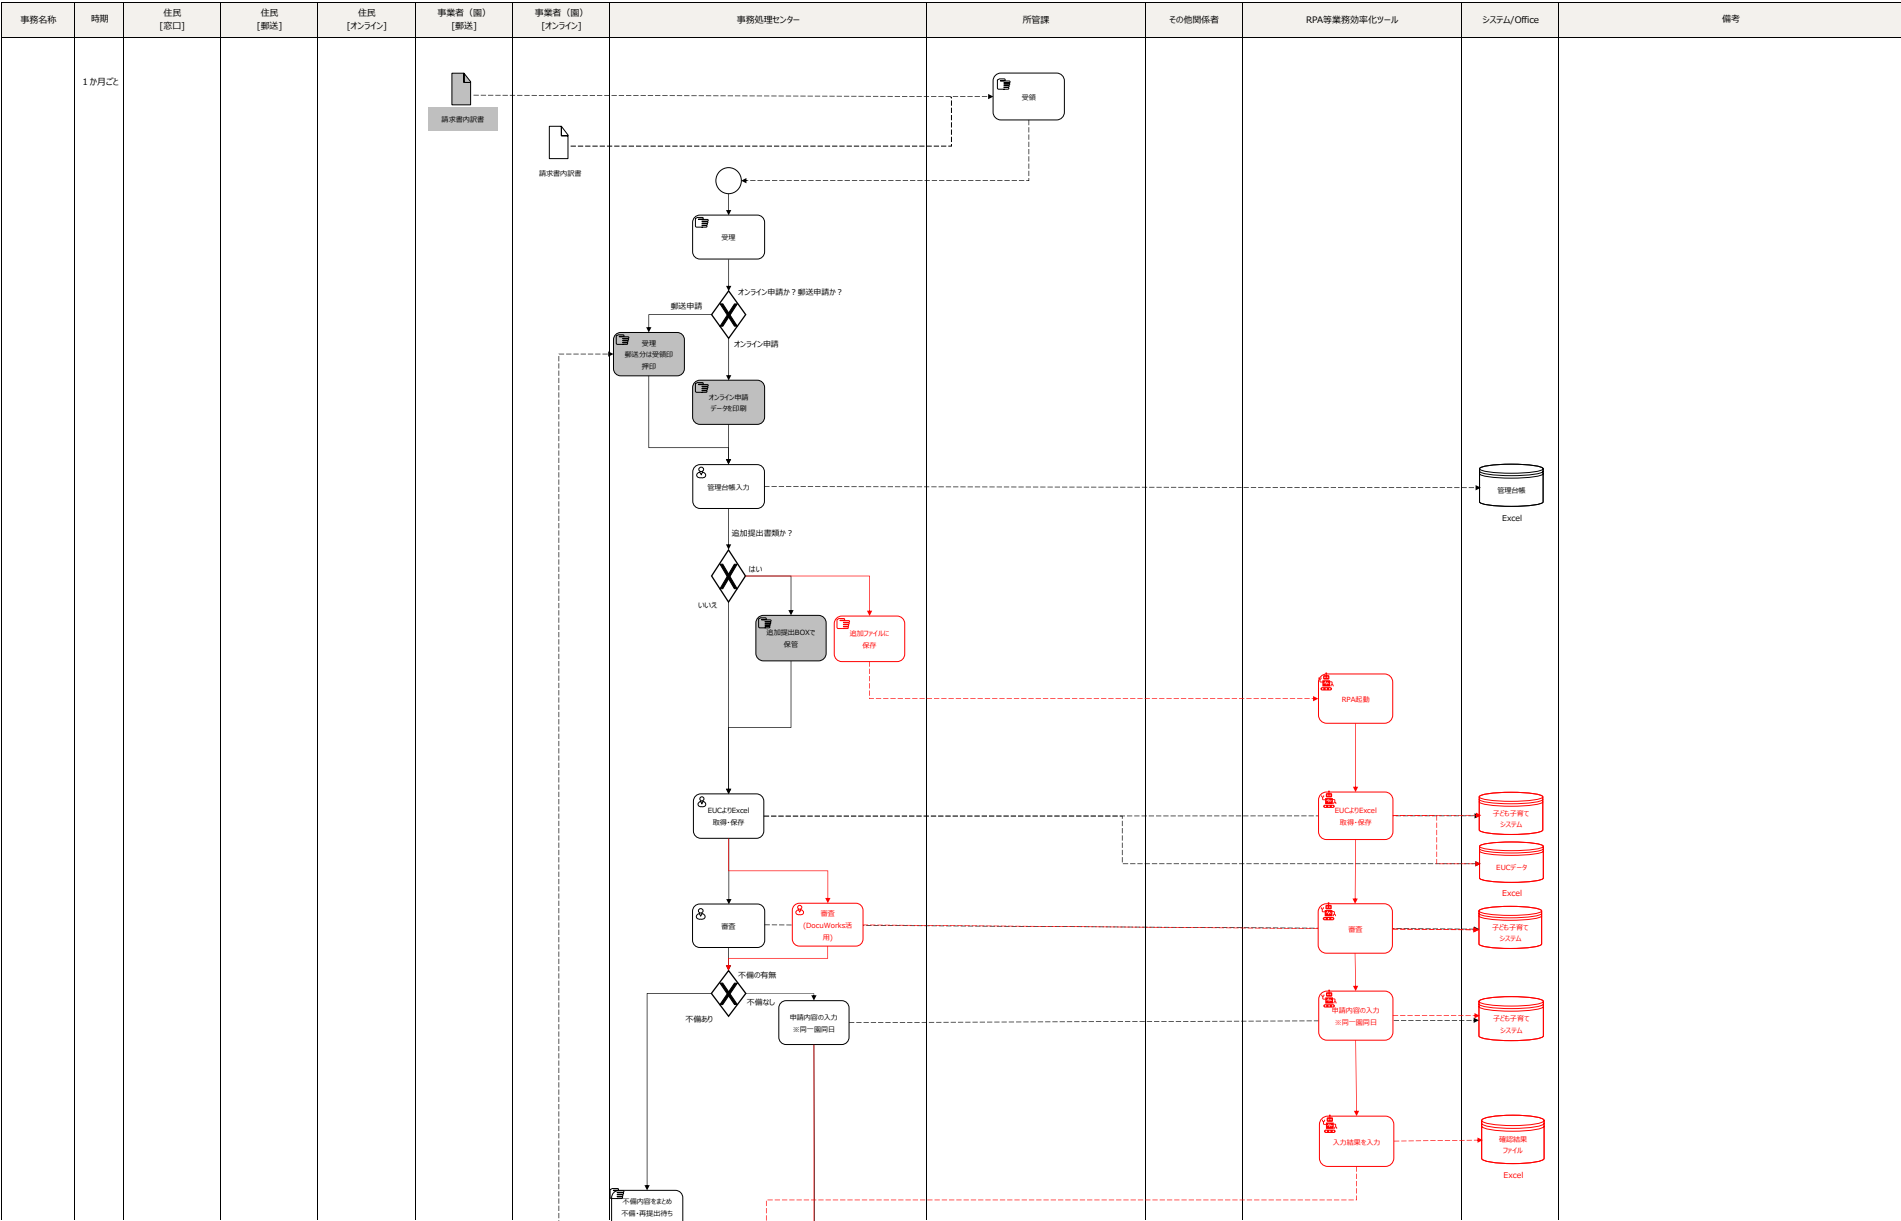 事務名称
時期
住民
[窓口]
住民
[郵送]
住民
[オンライン]
事業者（園）
[郵送]
事業者（園）
[オンライン]
事務処理センター
所管課
その他関係者
RPA等業務効率化ツール
システム/Office
備考
1か月ごと
請求書内訳書
受領
請求書内訳書
受理
オンライン申請か？郵送申請か？
郵送申請
オンライン申請
受理
郵送分は受領印
押印
オンライン申請
データを印刷
管理台帳入力
管理台帳
Excel
追加提出書類か？
はい
いいえ
追加提出BOXで
保管
追加ファイルに
保存
RPA起動
EUCよりExcel
取得・保存
EUCよりExcel
取得・保存
子ども子育て
システム
EUCデータ
Excel
審査
審査
(DocuWorks活
用)
審査
子ども子育て
システム
不備の有無
不備なし
不備あり
申請内容の入力
※同一園同日
申請内容の入力
※同一園同日
子ども子育て
システム
入力結果を入力
確認結果
ファイル
Excel
不備内容をまとめ
不備・再提出待ち